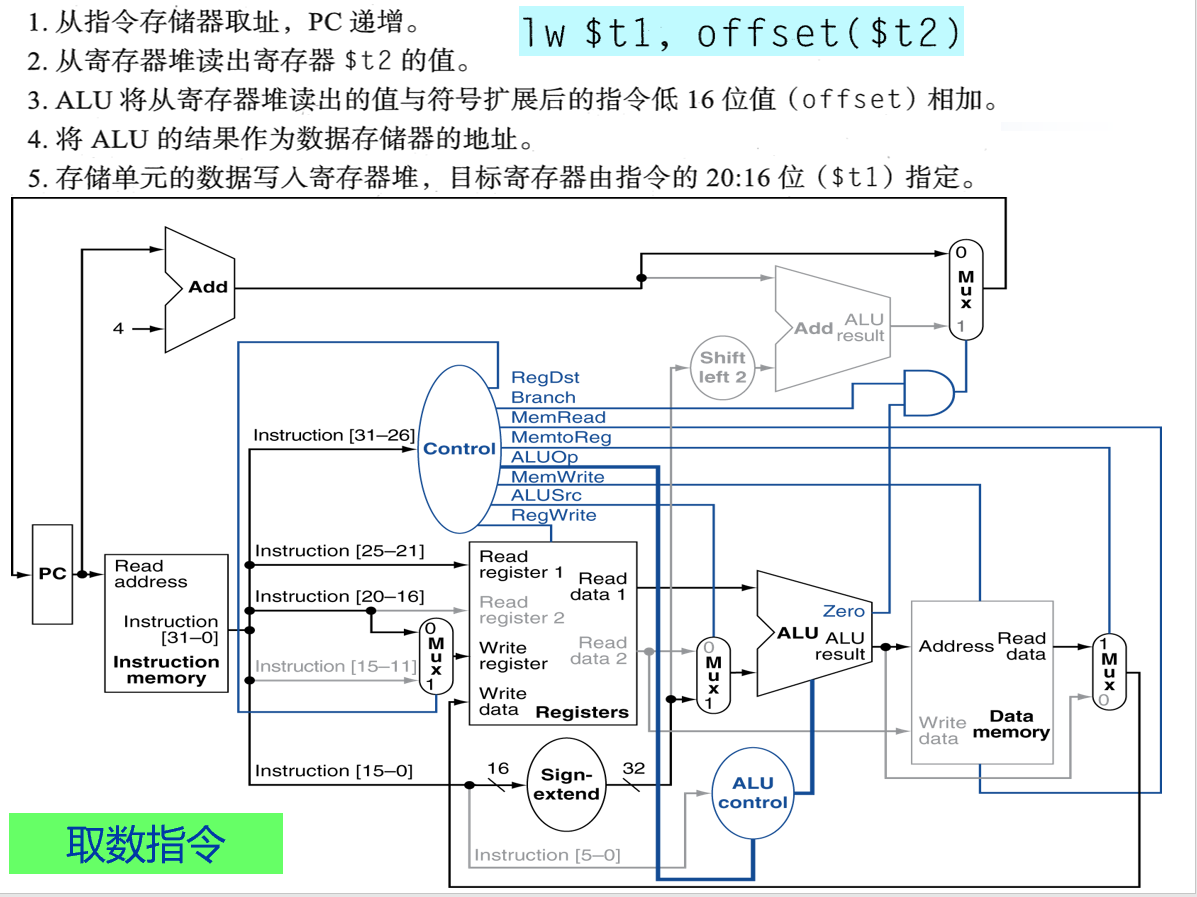 1. 从指令存储器取址，PC 递增。
lw $t1, offset($t2)
2. 从寄存器堆读出寄存器 $t2 的值。
3. ALU 将从寄存器堆读出的值与符号扩展后的指令低 16 位值（offset）相加。
4. 将 ALU 的结果作为数据存储器的地址。
5. 存储单元的数据写入寄存器堆，目标寄存器由指令的 20:16 位（$t1）指定。
Add
4
0
Mux
1
Add
ALU
result
Shift
left 2
RegDst
Branch
MemRead
MemtoReg
ALUOp
MemWrite
ALUSrc
RegWrite
Instruction [31–26]
Control
PC
Read
address
Instruction
[31–0]
Instruction
memory
Instruction [25–21]
Instruction [20–16]
Instruction [15–11]
0
Mux
1
Read
register 1
Read
register 2
Write
register
Write
data
Read
data 1
Read
data 2
Registers
0
Mux
1
Zero
ALU
ALU
result
Address
Read
data
Write
data
Data
memory
1
Mux
0
Instruction [15–0]
16
Sign-
extend
32
ALU
control
Instruction [5–0]
取数指令